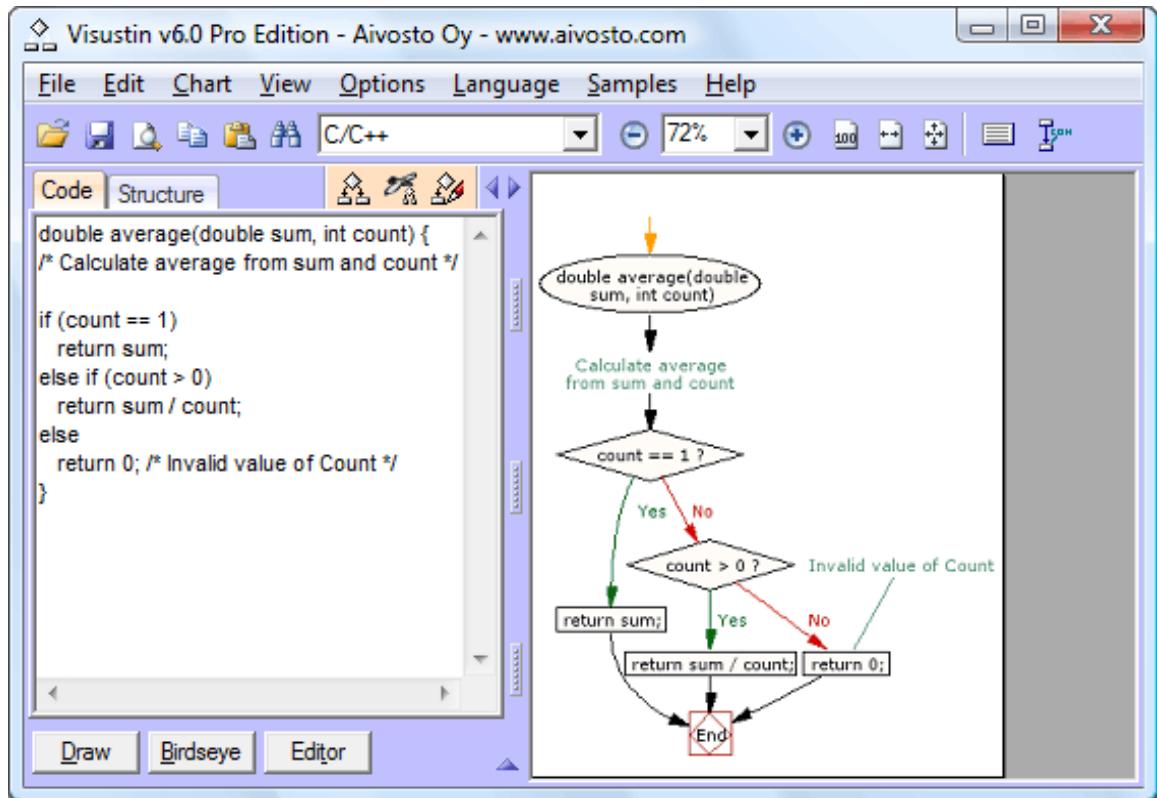 Visustin v6.0 Pro Edition - Aivosto Oy - www.aivosto.com
File Edit Chart View Options Language Samples Help
C/C++ 72% 100
Code Structure
double average(double sum, int count) {
/* Calculate average from sum and count */
if (count == 1)
return sum;
else if (count > 0)
return sum / count;
else
return 0; /* Invalid value of Count */
}
Draw Birdseye Editor
double average(double
sum, int count)
Calculate average
from sum and count
count == 1 ?
Yes No
count > 0 ? Invalid value of Count
return sum; Yes No
return sum / count; return 0;
End